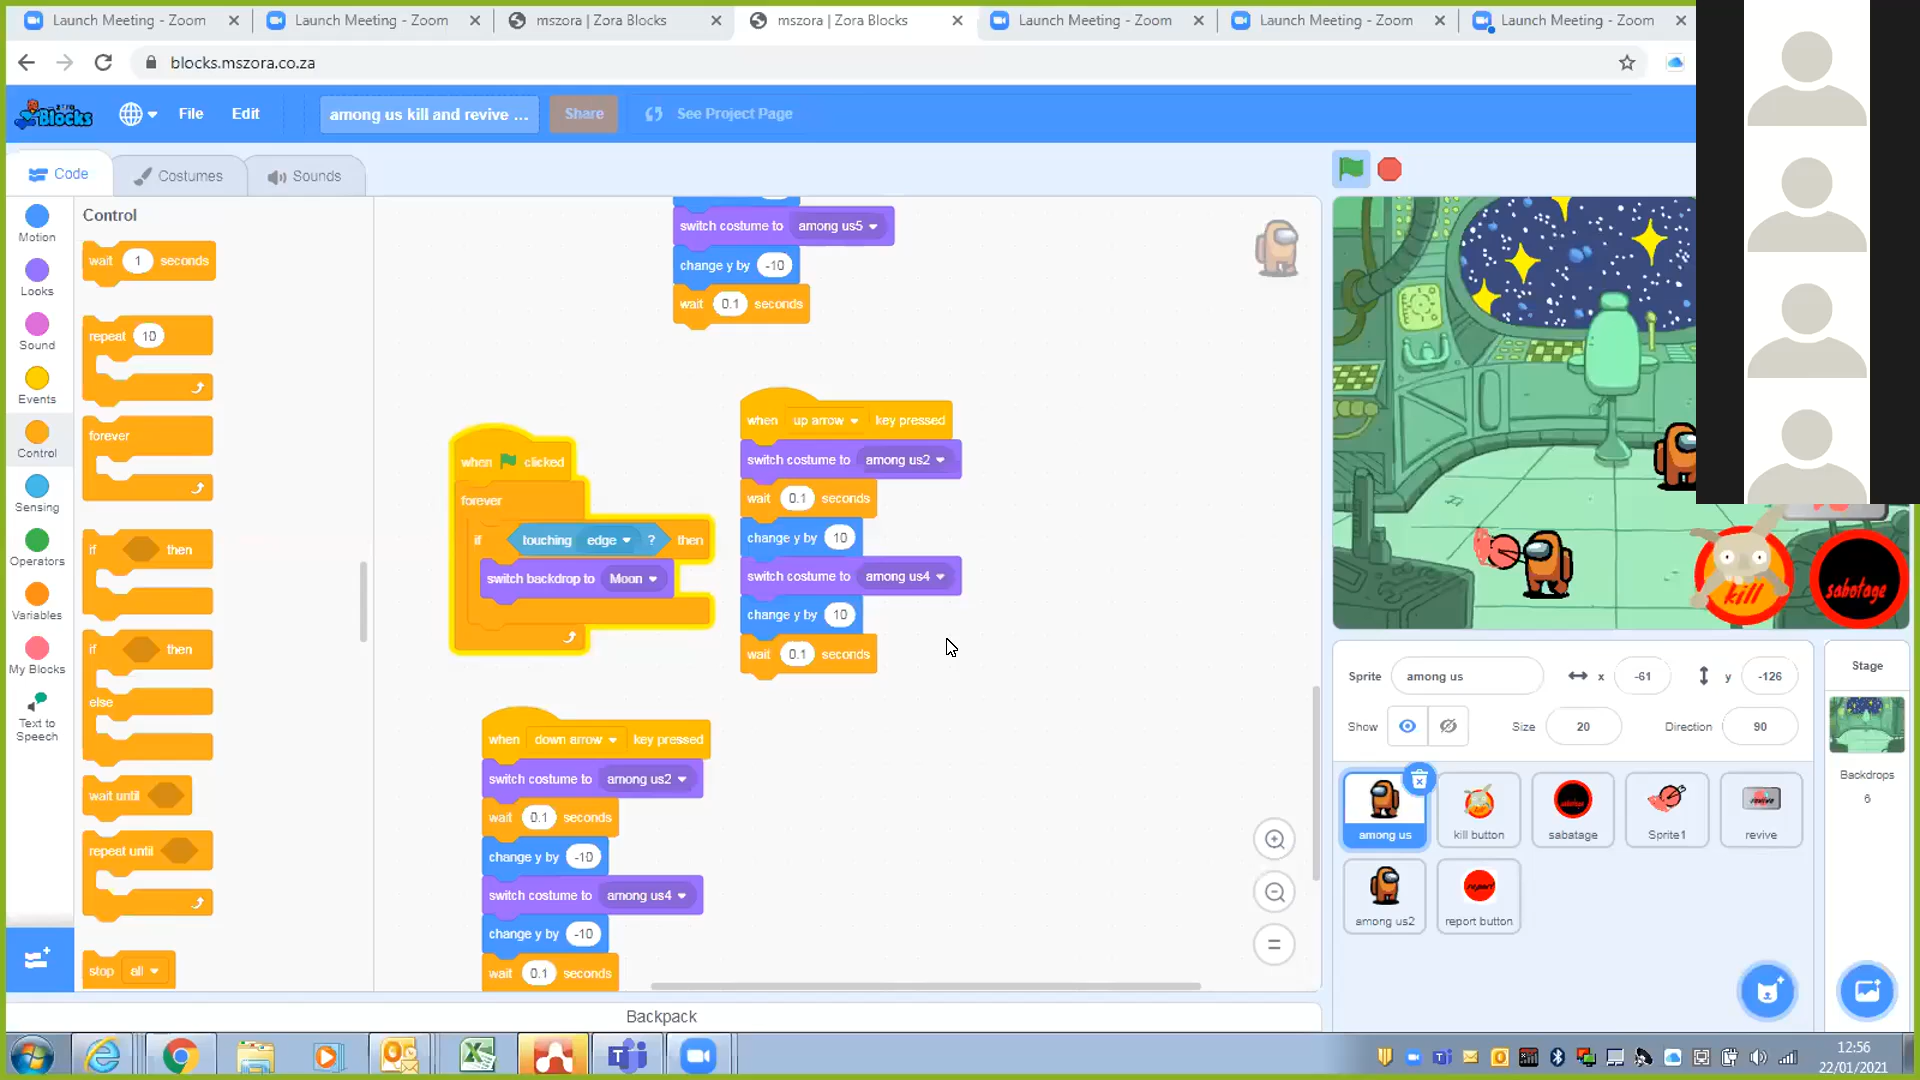 Launch Meeting - Zoom
Launch Meeting - Zoom
mszora | Zora Blocks
mszora | Zora Blocks
Launch Meeting - Zoom
Launch Meeting - Zoom
Launch Meeting - Zoom
blocks.mszora.co.za
Blocks
File
Edit
among us kill and revive ...
Share
See Project Page
Code
Costumes
Sounds
Motion
Looks
Sound
Events
Control
Sensing
Operators
Variables
My Blocks
Text to
Speech
Control
wait 1 seconds
repeat 10
forever
if then
if then
else
wait until
repeat until
stop all
switch costume to among us5
change y by -10
wait 0.1 seconds
when clicked
forever
if touching edge ? then
switch backdrop to Moon
when up arrow key pressed
switch costume to among us2
wait 0.1 seconds
change y by 10
switch costume to among us4
change y by 10
wait 0.1 seconds
when down arrow key pressed
switch costume to among us2
wait 0.1 seconds
change y by -10
switch costume to among us4
change y by -10
wait 0.1 seconds
Backpack
kill
sabotage
Sprite among us x -61 y -126
Show Size 20 Direction 90
among us
kill button
sabatage
Sprite1
revive
among us2
report button
Stage
Backdrops
6
12:56
22/01/2021